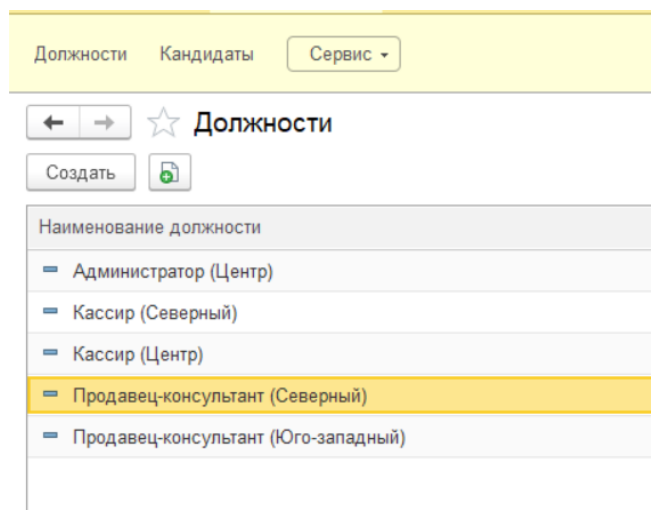 Должности Кандидаты Сервис
Должности
Создать
Наименование должности
Администратор (Центр)
Кассир (Северный)
Кассир (Центр)
Продавец-консультант (Северный)
Продавец-консультант (Юго-западный)